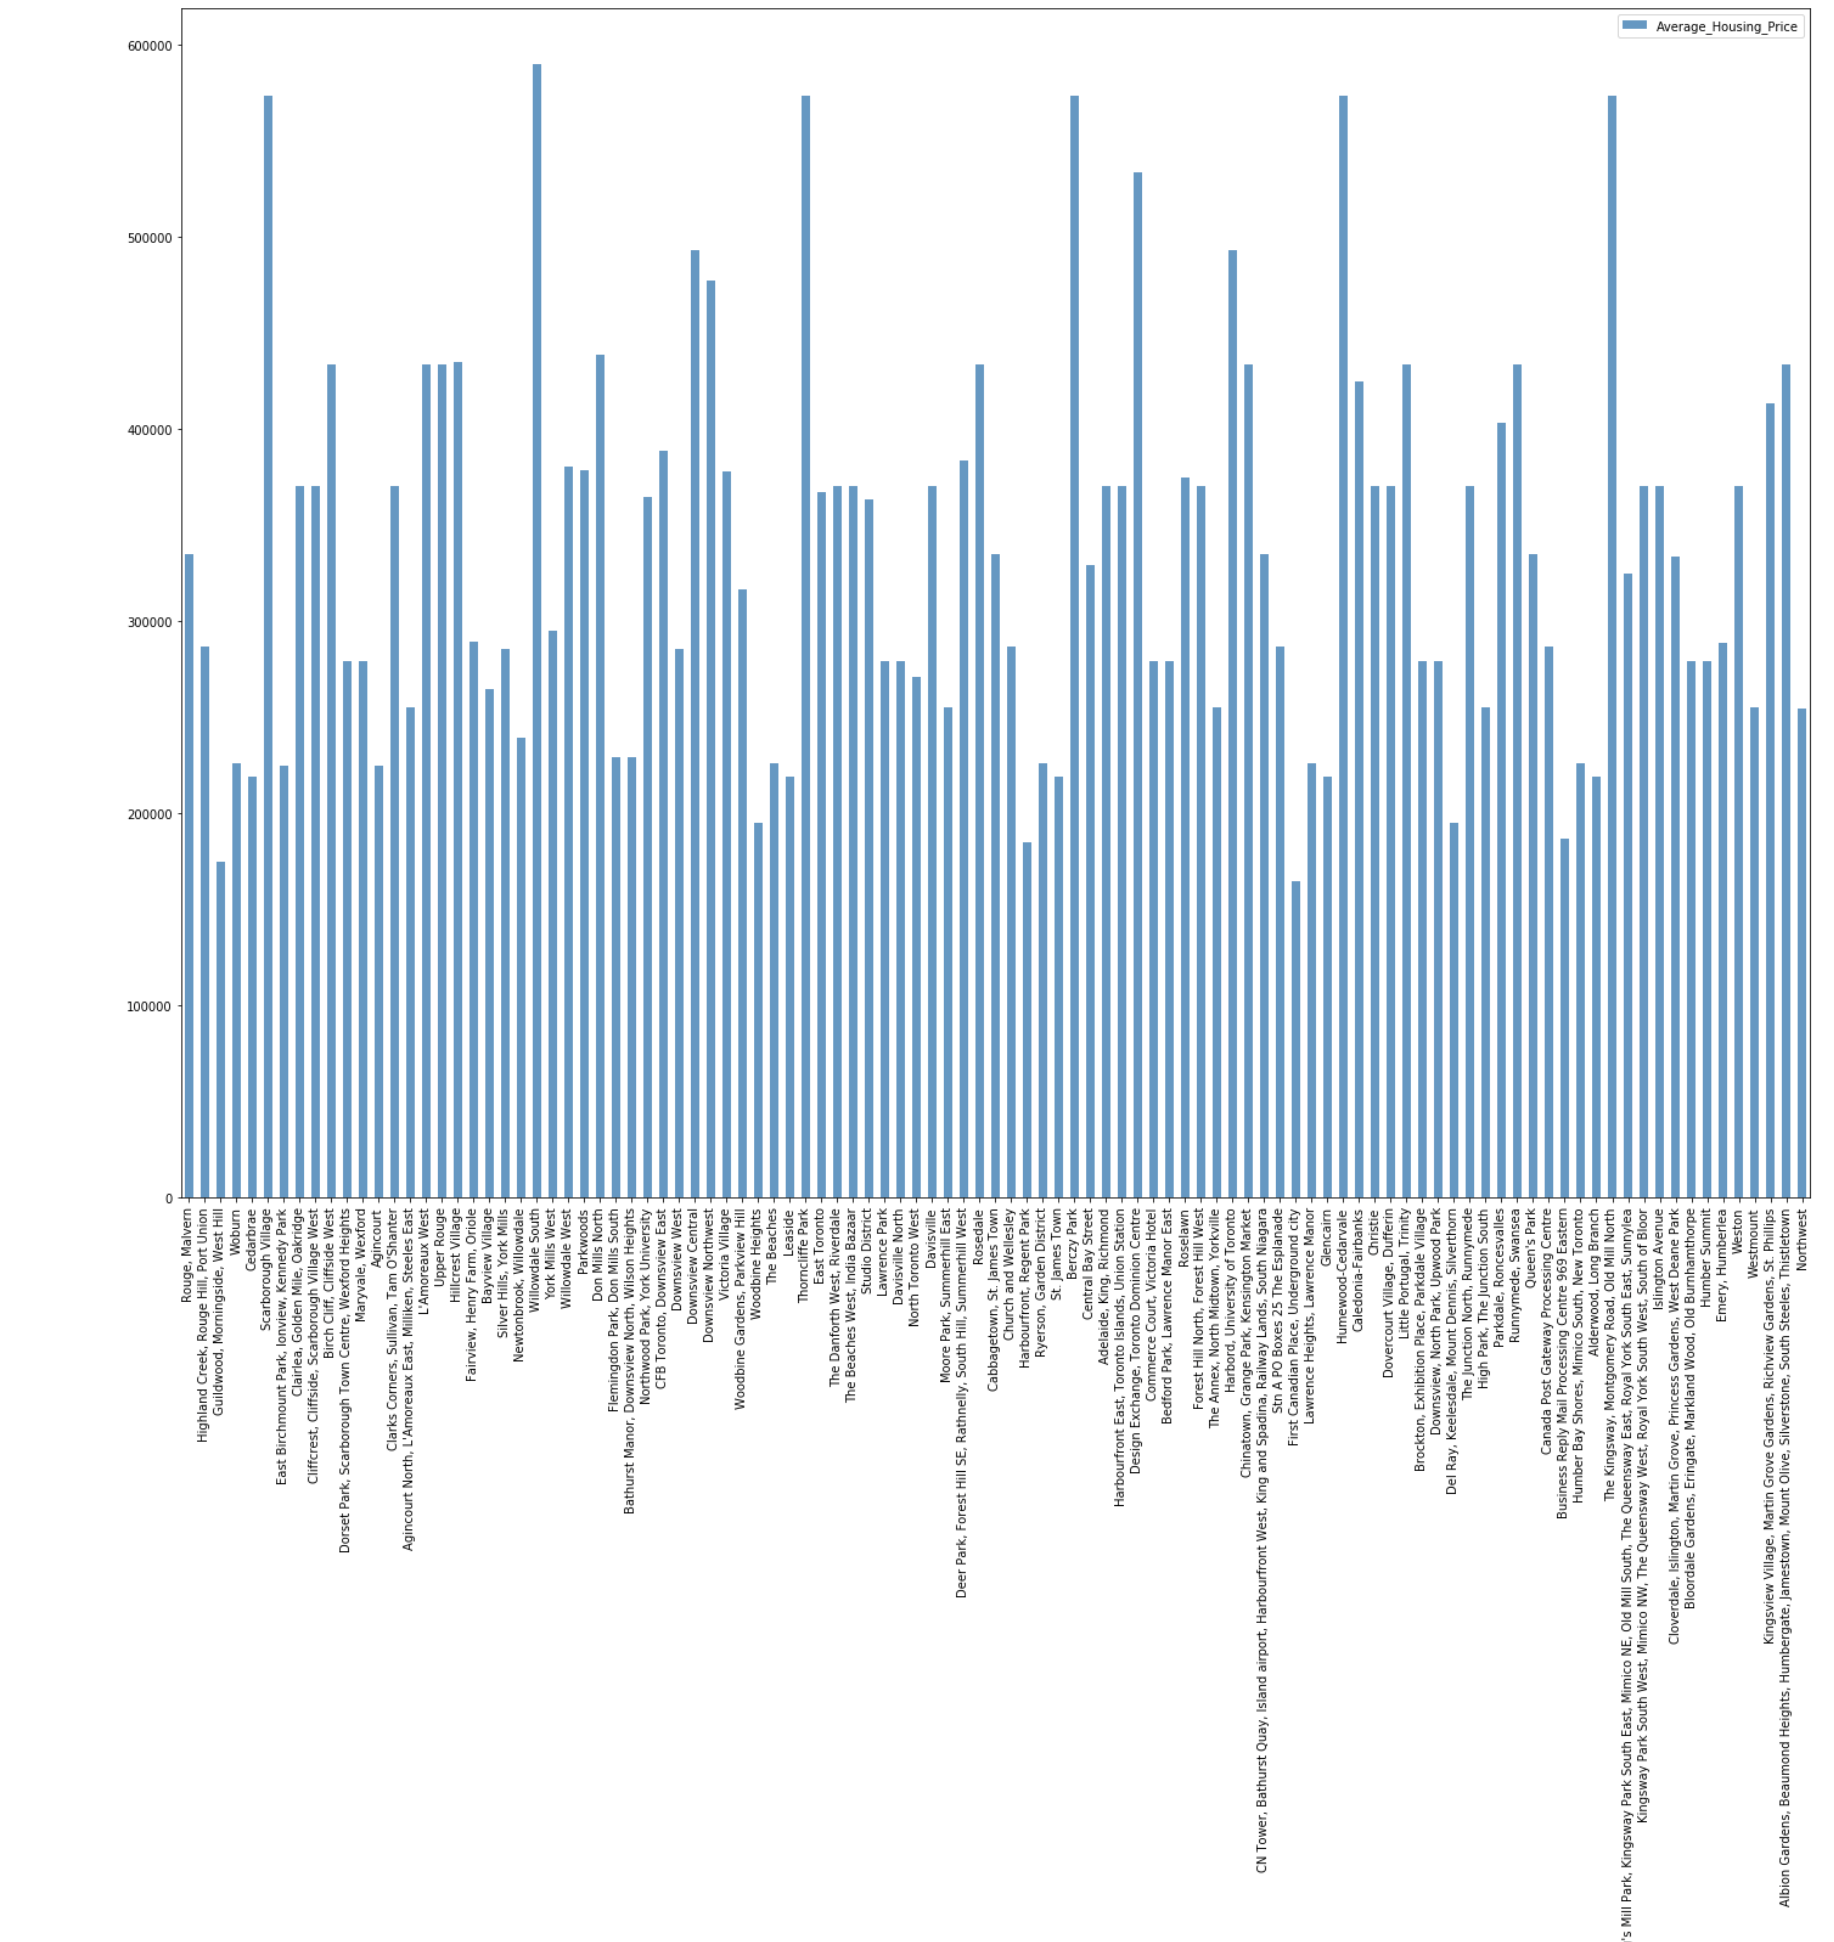 Average_Housing_Price
600000
500000
400000
300000
200000
100000
0
Rouge, Malvern
Highland Creek, Rouge Hill, Port Union
Guildwood, Morningside, West Hill
Woburn
Cedarbrae
Scarborough Village
East Birchmount Park, Ionview, Kennedy Park
Clairlea, Golden Mile, Oakridge
Cliffcrest, Cliffside, Scarborough Village West
Birch Cliff, Cliffside West
Dorset Park, Scarborough Town Centre, Wexford Heights
Maryvale, Wexford
Agincourt
Clarks Corners, Sullivan, Tam O'Shanter
Agincourt North, L'Amoreaux East, Milliken, Steeles East
L'Amoreaux West
Upper Rouge
Hillcrest Village
Fairview, Henry Farm, Oriole
Bayview Village
Silver Hills, York Mills
Newtonbrook, Willowdale
Willowdale South
York Mills West
Willowdale West
Parkwoods
Don Mills North
Flemingdon Park, Don Mills South
Bathurst Manor, Downsview North, Wilson Heights
Northwood Park, York University
CFB Toronto, Downsview East
Downsview West
Downsview Central
Downsview Northwest
Victoria Village
Woodbine Gardens, Parkview Hill
Woodbine Heights
The Beaches
Leaside
Thorncliffe Park
East Toronto
The Danforth West, Riverdale
The Beaches West, India Bazaar
Studio District
Lawrence Park
Davisville North
North Toronto West
Davisville
Moore Park, Summerhill East
Deer Park, Forest Hill SE, Rathnelly, South Hill, Summerhill West
Rosedale
Cabbagetown, St. James Town
Church and Wellesley
Harbourfront, Regent Park
Ryerson, Garden District
St. James Town
Berczy Park
Central Bay Street
Adelaide, King, Richmond
Harbourfront East, Toronto Islands, Union Station
Design Exchange, Toronto Dominion Centre
Commerce Court, Victoria Hotel
Bedford Park, Lawrence Manor East
Roselawn
Forest Hill North, Forest Hill West
The Annex, North Midtown, Yorkville
Harbord, University of Toronto
Chinatown, Grange Park, Kensington Market
CN Tower, Bathurst Quay, Island airport, Harbourfront West, King and Spadina, Railway Lands, South Niagara
Stn A PO Boxes 25 The Esplanade
First Canadian Place, Underground city
Lawrence Heights, Lawrence Manor
Glencairn
Humewood-Cedarvale
Caledonia-Fairbanks
Christie
Dovercourt Village, Dufferin
Little Portugal, Trinity
Brockton, Exhibition Place, Parkdale Village
Downsview, North Park, Upwood Park
Del Ray, Keelesdale, Mount Dennis, Silverthorn
The Junction North, Runnymede
High Park, The Junction South
Parkdale, Roncesvalles
Runnymede, Swansea
Queen's Park
Canada Post Gateway Processing Centre
Business Reply Mail Processing Centre 969 Eastern
Humber Bay Shores, Mimico South, New Toronto
Alderwood, Long Branch
The Kingsway, Montgomery Road, Old Mill North
's Mill Park, Kingsway Park South East, Mimico NE, Old Mill South, The Queensway East, Royal York South East, Sunnylea
Kingsway Park South West, Mimico NW, The Queensway West, Royal York South West, South of Bloor
Islington Avenue
Cloverdale, Islington, Martin Grove, Princess Gardens, West Deane Park
Bloordale Gardens, Eringate, Markland Wood, Old Burnhamthorpe
Humber Summit
Emery, Humberlea
Weston
Westmount
Kingsview Village, Martin Grove Gardens, Richview Gardens, St. Phillips
Albion Gardens, Beaumond Heights, Humbergate, Jamestown, Mount Olive, Silverstone, South Steeles, Thistletown
Northwest